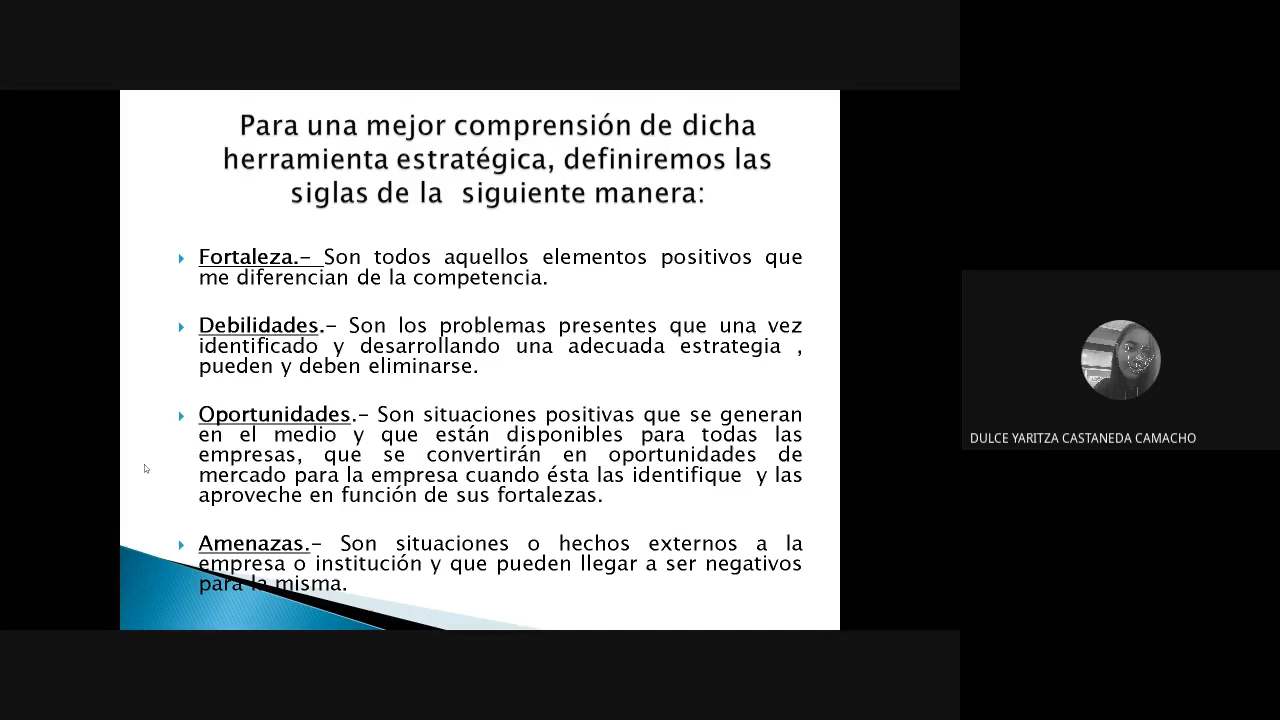 Para una mejor comprensión de dicha
herramienta estratégica, definiremos las
siglas de la siguiente manera:
Fortaleza.- Son todos aquellos elementos positivos que
me diferencian de la competencia.
Debilidades.- Son los problemas presentes que una vez
identificado y desarrollando una adecuada estrategia ,
pueden y deben eliminarse.
Oportunidades.- Son situaciones positivas que se generan
en el medio y que están disponibles para todas las
empresas, que se convertirán en oportunidades de
mercado para la empresa cuando ésta las identifique y las
aproveche en función de sus fortalezas.
Amenazas.- Son situaciones o hechos externos a la
empresa o institución y que pueden llegar a ser negativos
para la misma.
DULCE YARITZA CASTANEDA CAMACHO